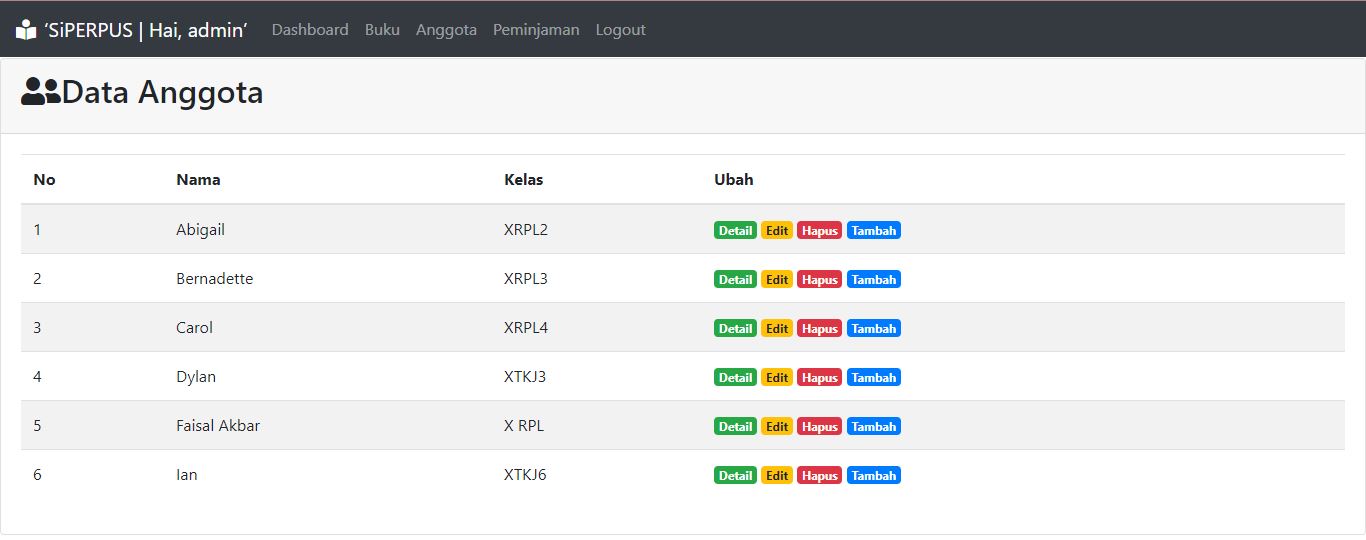 ‘SiPERPUS | Hai, admin’ Dashboard Buku Anggota Peminjaman Logout
Data Anggota
No Nama Kelas Ubah
1 Abigail XRPL2 Detail Edit Hapus Tambah
2 Bernadette XRPL3 Detail Edit Hapus Tambah
3 Carol XRPL4 Detail Edit Hapus Tambah
4 Dylan XTKJ3 Detail Edit Hapus Tambah
5 Faisal Akbar X RPL Detail Edit Hapus Tambah
6 Ian XTKJ6 Detail Edit Hapus Tambah